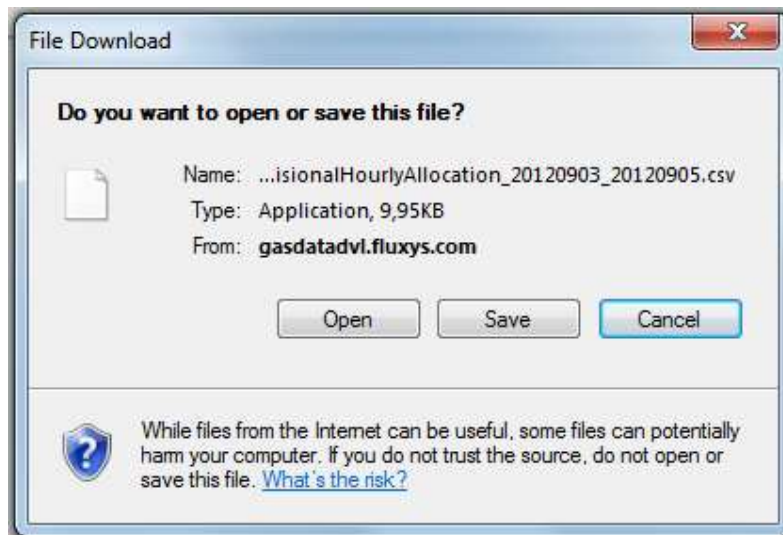 File Download
Do you want to open or save this file?
Name: ...isionalHourlyAllocation_20120903_20120905.csv
Type: Application, 9,95KB
From: gasdatadvl.fluxys.com
Open Save Cancel
While files from the Internet can be useful, some files can potentially
harm your computer. If you do not trust the source, do not open or
save this file. What's the risk?